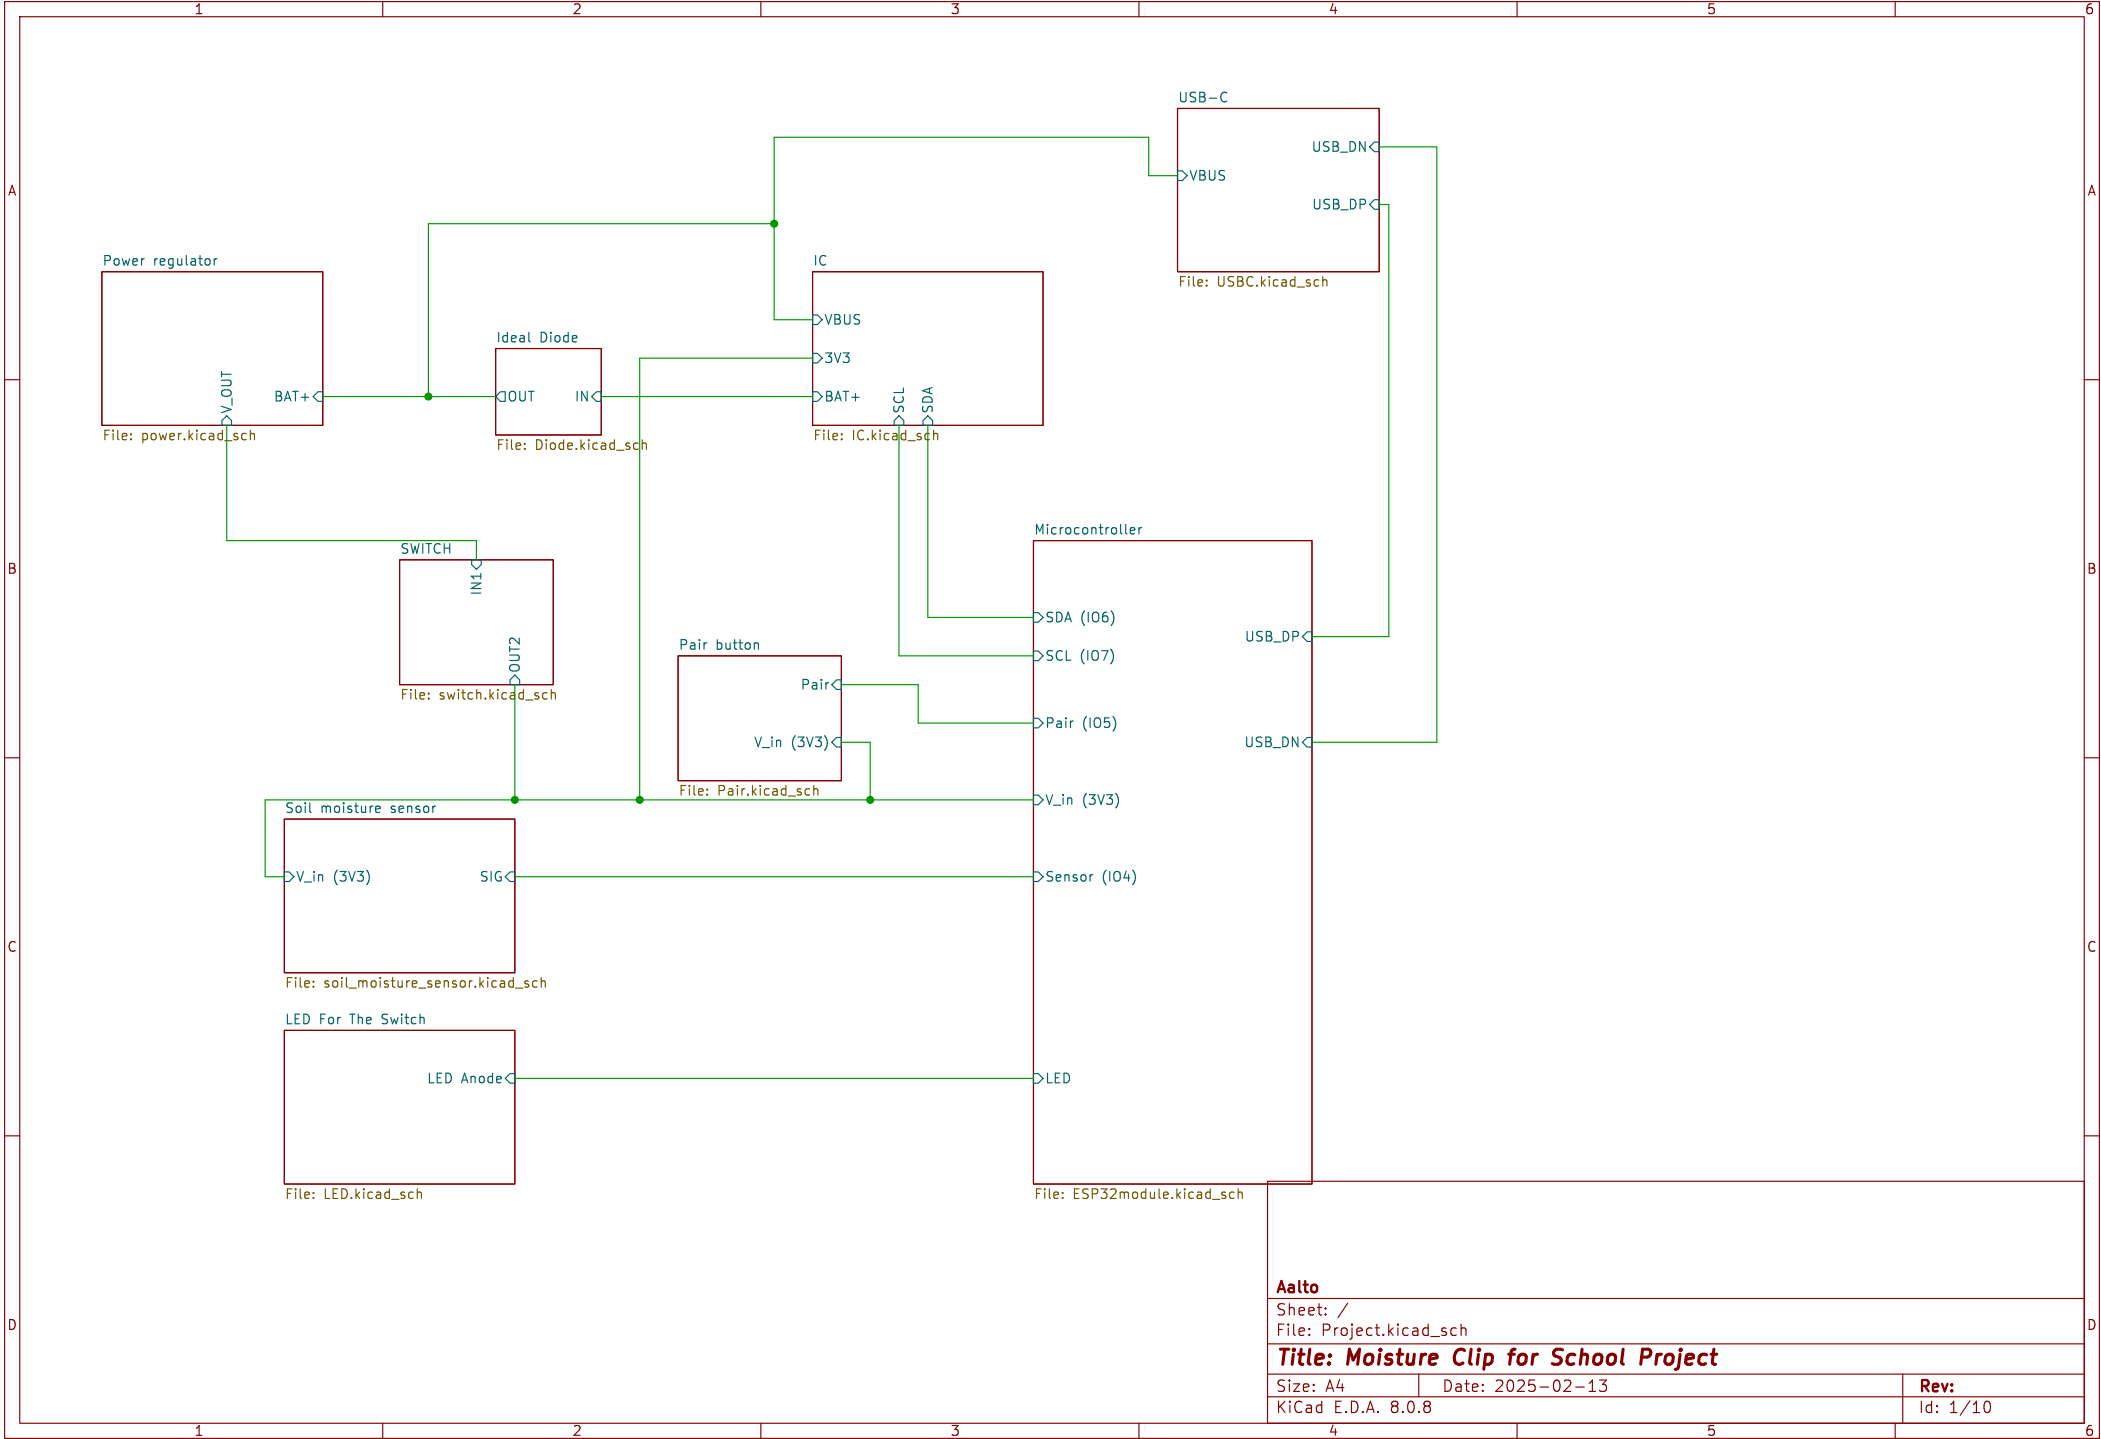 1 2 3 4 5 6
A A
B B
C C
D D
USB-C
USB_DN
VBUS
USB_DP
File: USBC.kicad_sch
Power regulator
V_OUT
BAT+
File: power.kicad_sch
Ideal Diode
OUT IN
File: Diode.kicad_sch
IC
VBUS
3V3
BAT+
SCL
SDA
File: IC.kicad_sch
SWITCH
IN1
OUT2
File: switch.kicad_sch
Pair button
Pair
V_in (3V3)
File: Pair.kicad_sch
Microcontroller
SDA (IO6)
USB_DP
SCL (IO7)
Pair (IO5)
USB_DN
V_in (3V3)
Sensor (IO4)
LED
File: ESP32module.kicad_sch
Soil moisture sensor
V_in (3V3) SIG
File: soil_moisture_sensor.kicad_sch
LED For The Switch
LED Anode
File: LED.kicad_sch
Aalto
Sheet: /
File: Project.kicad_sch
Title: Moisture Clip for School Project
Size: A4 Date: 2025-02-13 Rev:
KiCad E.D.A. 8.0.8 Id: 1/10
1 2 3 4 5 6